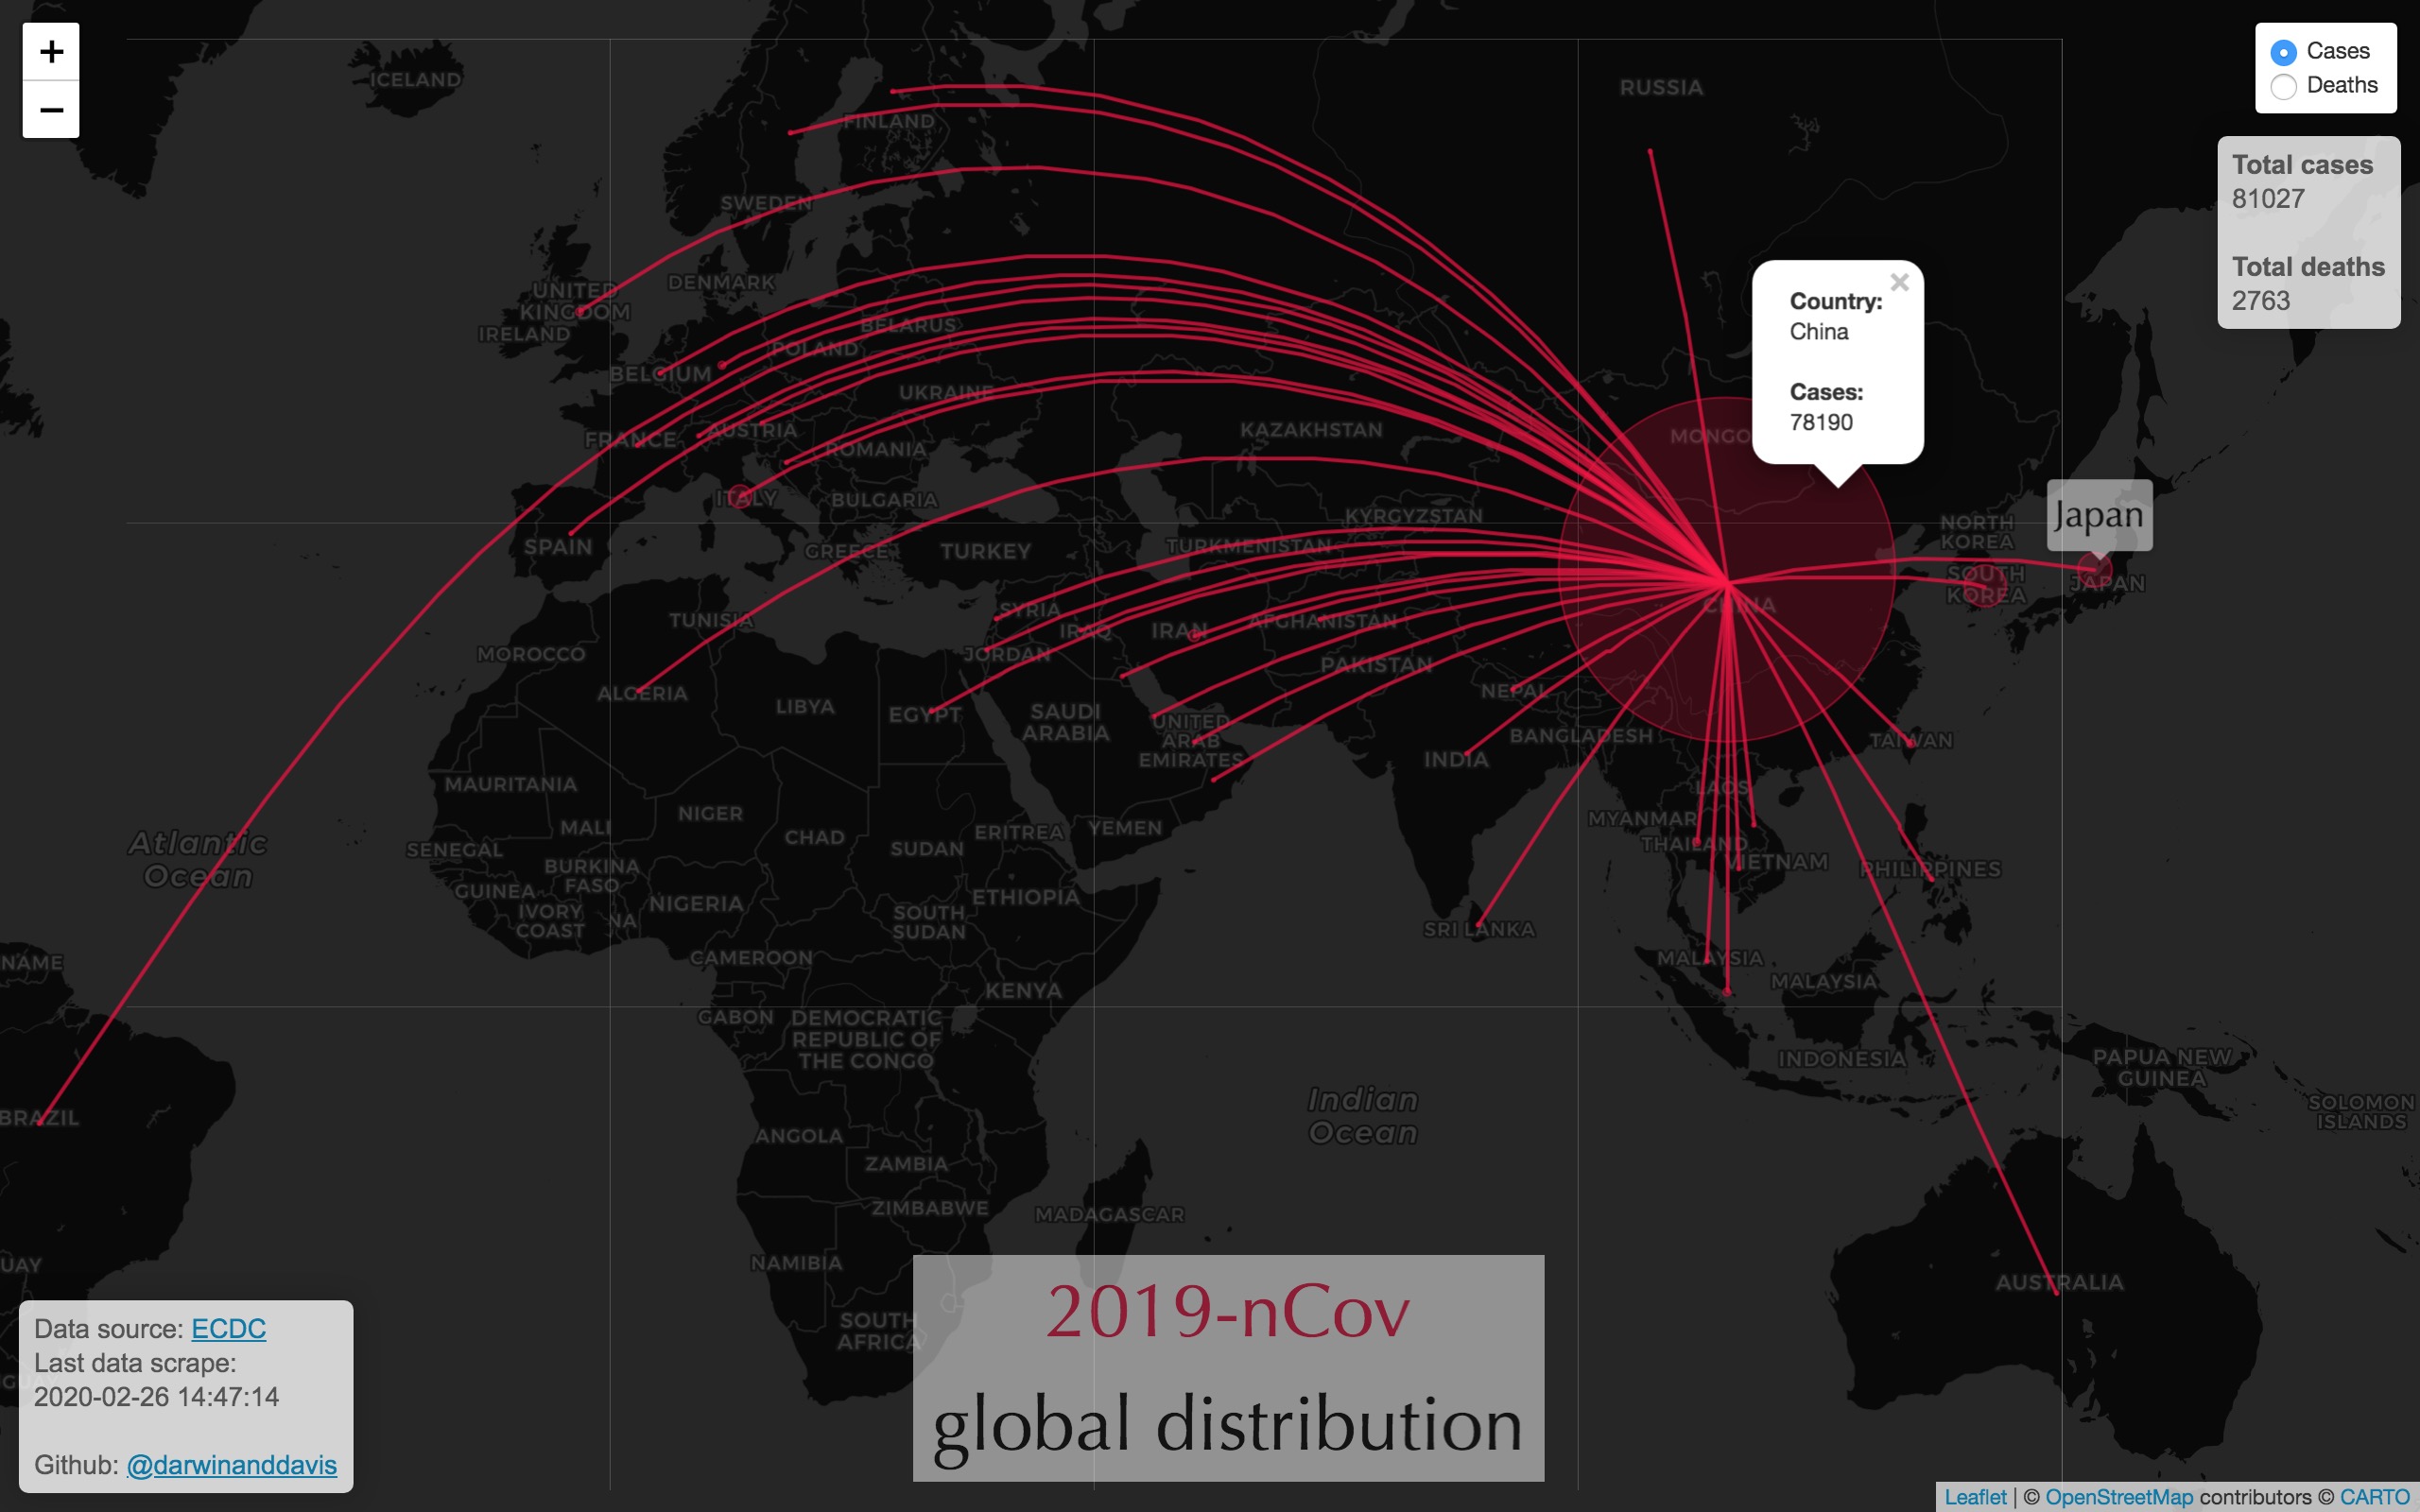 +
−
Cases
Deaths
Total cases
81027
Total deaths
2763
Country:
China
Cases:
78190
×
Japan
ICELAND
RUSSIA
FINLAND
SWEDEN
UNITED
KINGDOM
IRELAND
DENMARK
BELARUS
POLAND
BELGIUM
UKRAINE
FRANCE
AUSTRIA
ROMANIA
KAZAKHSTAN
MONGO
ITALY
BULGARIA
KYRGYZSTAN
NORTH
KOREA
SPAIN
GREECE
TURKEY
TURKMENISTAN
SOUTH
KOREA
JAPAN
CHINA
TUNISIA
SYRIA
IRAQ
IRAN
AFGHANISTAN
MOROCCO
JORDAN
PAKISTAN
ALGERIA
LIBYA
EGYPT
SAUDI
ARABIA
UNITED
ARAB
EMIRATES
NEPAL
BANGLADESH
INDIA
TAIWAN
MAURITANIA
NIGER
MALI
CHAD
SUDAN
ERITREA
YEMEN
LAOS
MYANMAR
THAILAND
VIETNAM
PHILIPPINES
Atlantic
Ocean
SENEGAL
BURKINA
FASO
GUINEA
IVORY
COAST
NA
NIGERIA
SOUTH
SUDAN
ETHIOPIA
SRI LANKA
NAME
CAMEROON
KENYA
MALAYSIA
MALAYSIA
GABON
DEMOCRATIC
REPUBLIC OF
THE CONGO
INDONESIA
PAPUA NEW
GUINEA
SOLOMON
ISLANDS
BRAZIL
Indian
Ocean
ANGOLA
ZAMBIA
ZIMBABWE
MADAGASCAR
UAY
NAMIBIA
SOUTH
AFRICA
AUSTRALIA
2019-nCov
global distribution
Data source: ECDC
Last data scrape:
2020-02-26 14:47:14
Github: @darwinanddavis
Leaflet | © OpenStreetMap contributors © CARTO